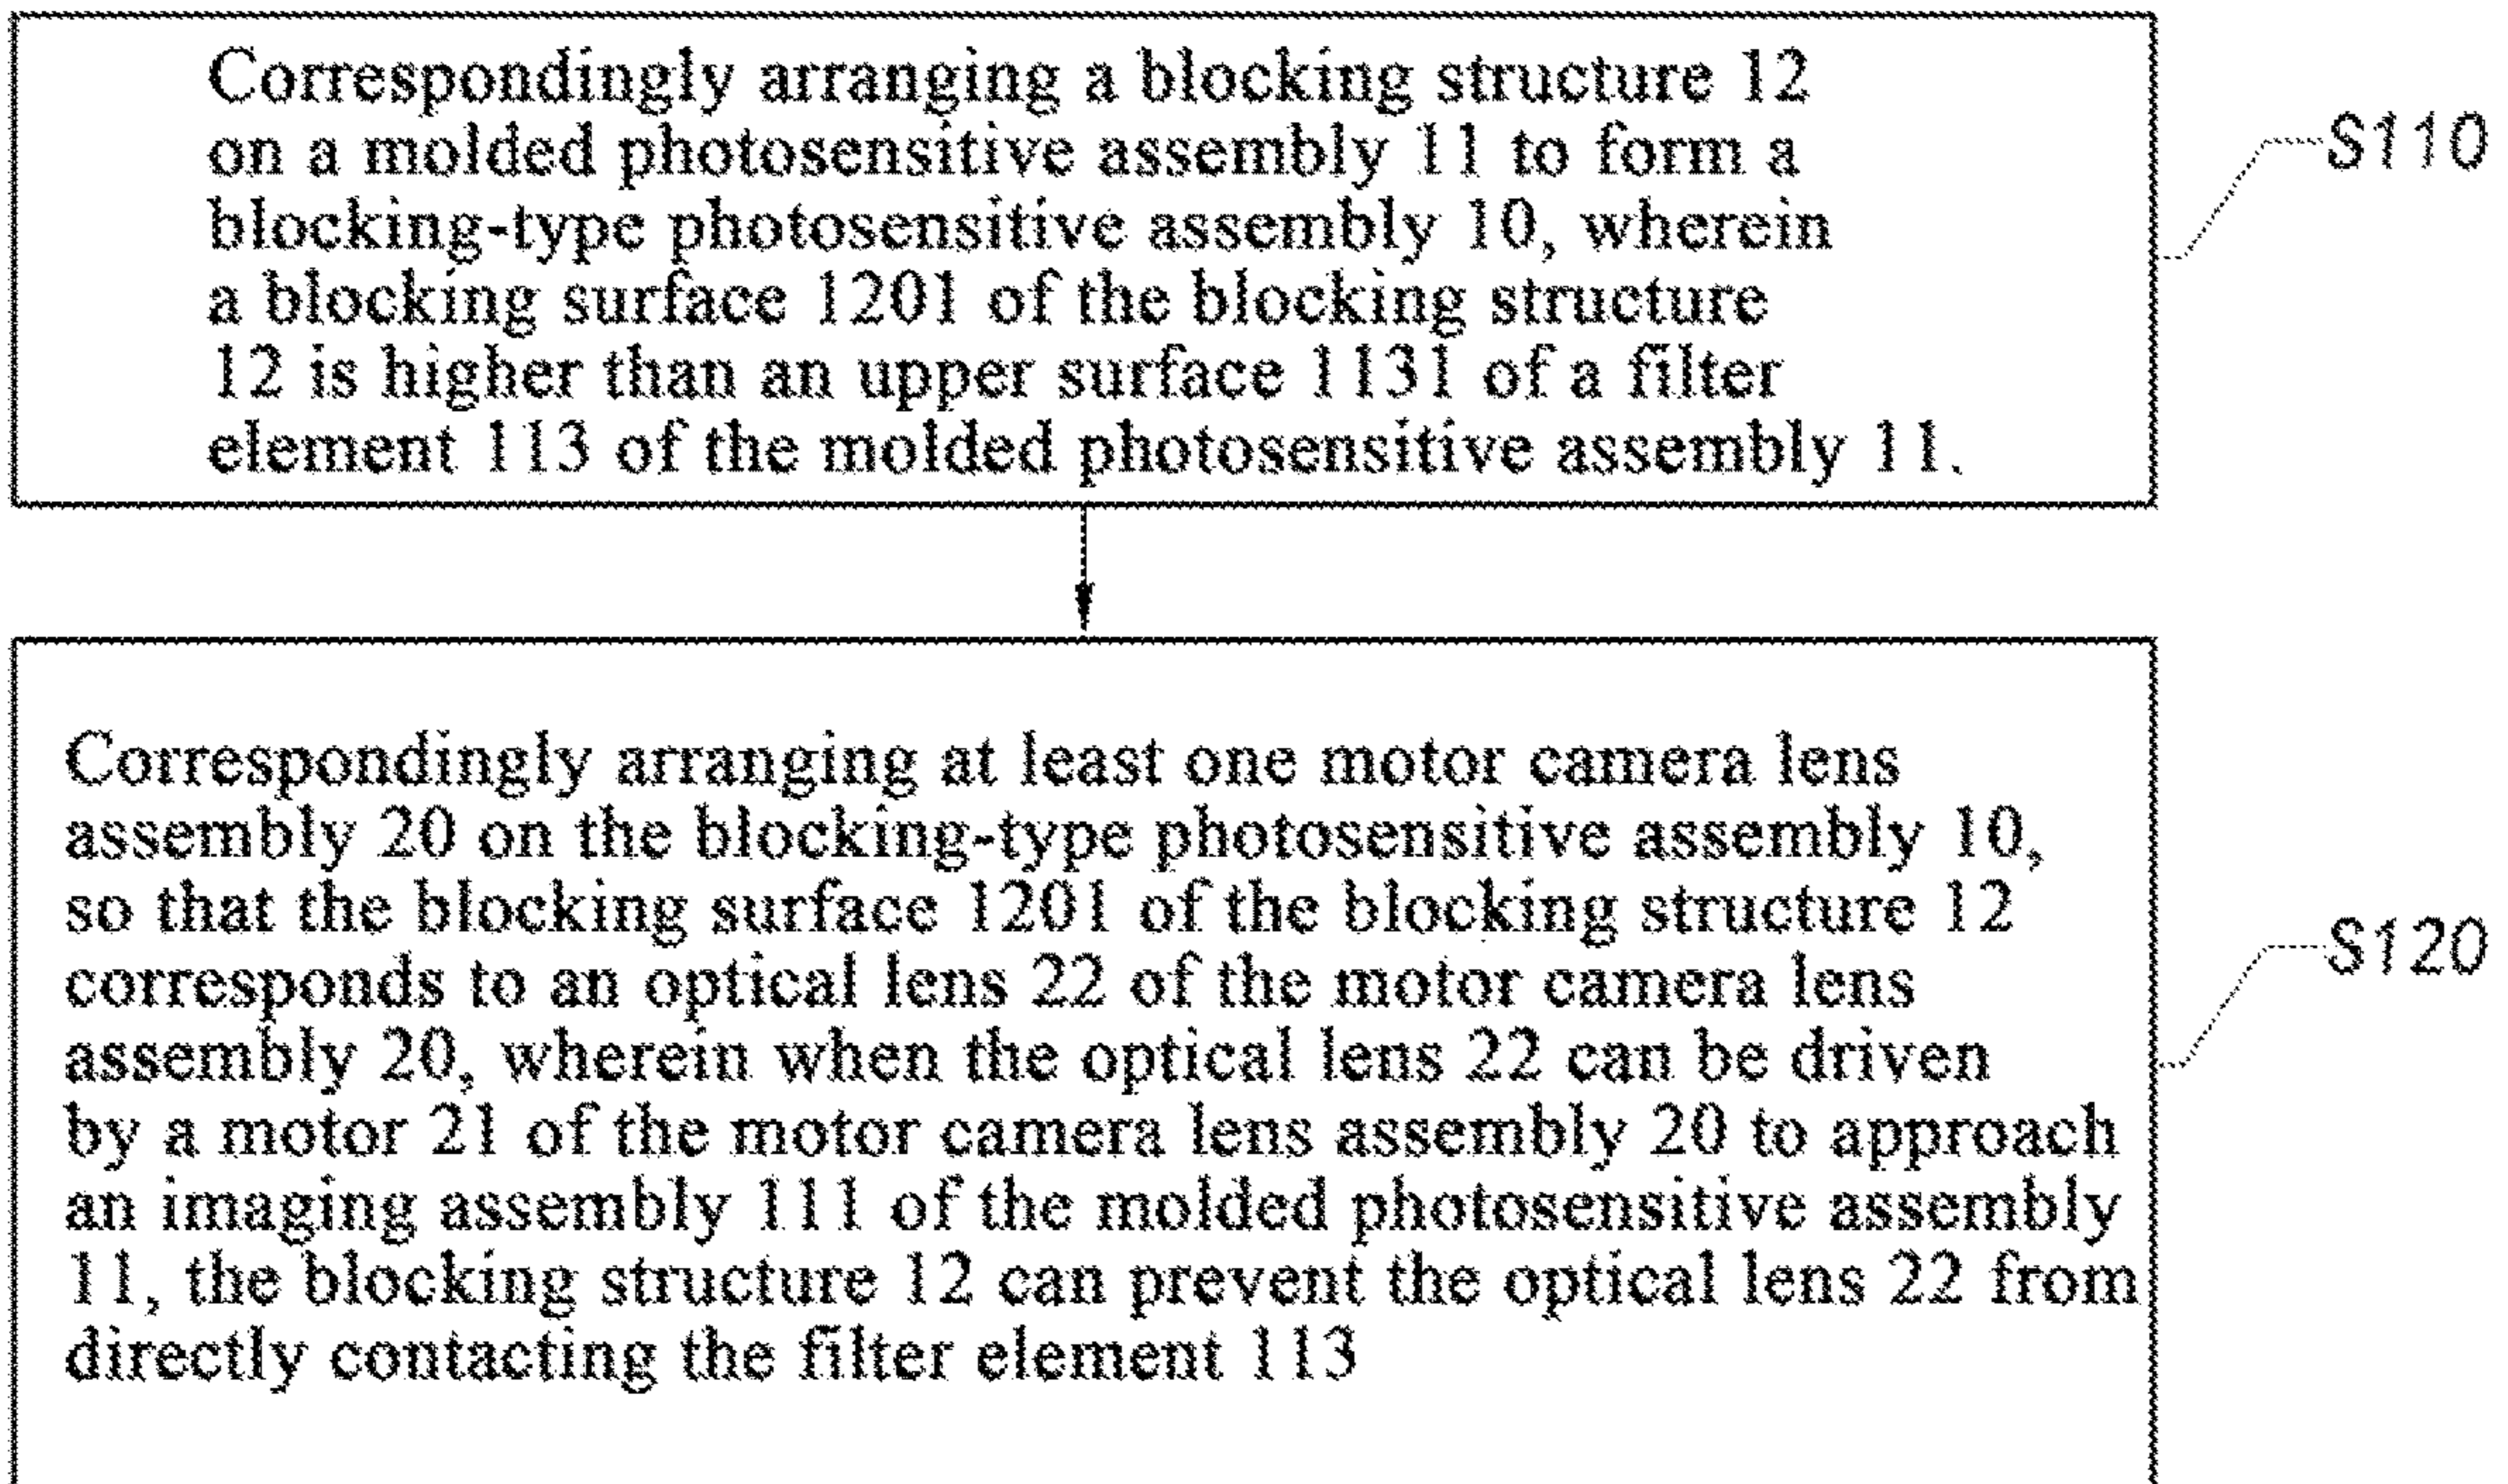 Correspondingly arranging a blocking structure 12
on a molded photosensitive assembly 11 to form a
blocking-type photosensitive assembly 10, wherein
a blocking surface 1201 of the blocking structure
12 is higher than an upper surface 1131 of a filter
element 113 of the molded photosensitive assembly 11.
S110
Correspondingly arranging at least one motor camera lens
assembly 20 on the blocking-type photosensitive assembly 10,
so that the blocking surface 1201 of the blocking structure 12
corresponds to an optical lens 22 of the motor camera lens
assembly 20, wherein when the optical lens 22 can be driven
by a motor 21 of the motor camera lens assembly 20 to approach
an imaging assembly 111 of the molded photosensitive assembly
11, the blocking structure 12 can prevent the optical lens 22 from
directly contacting the filter element 113
S120